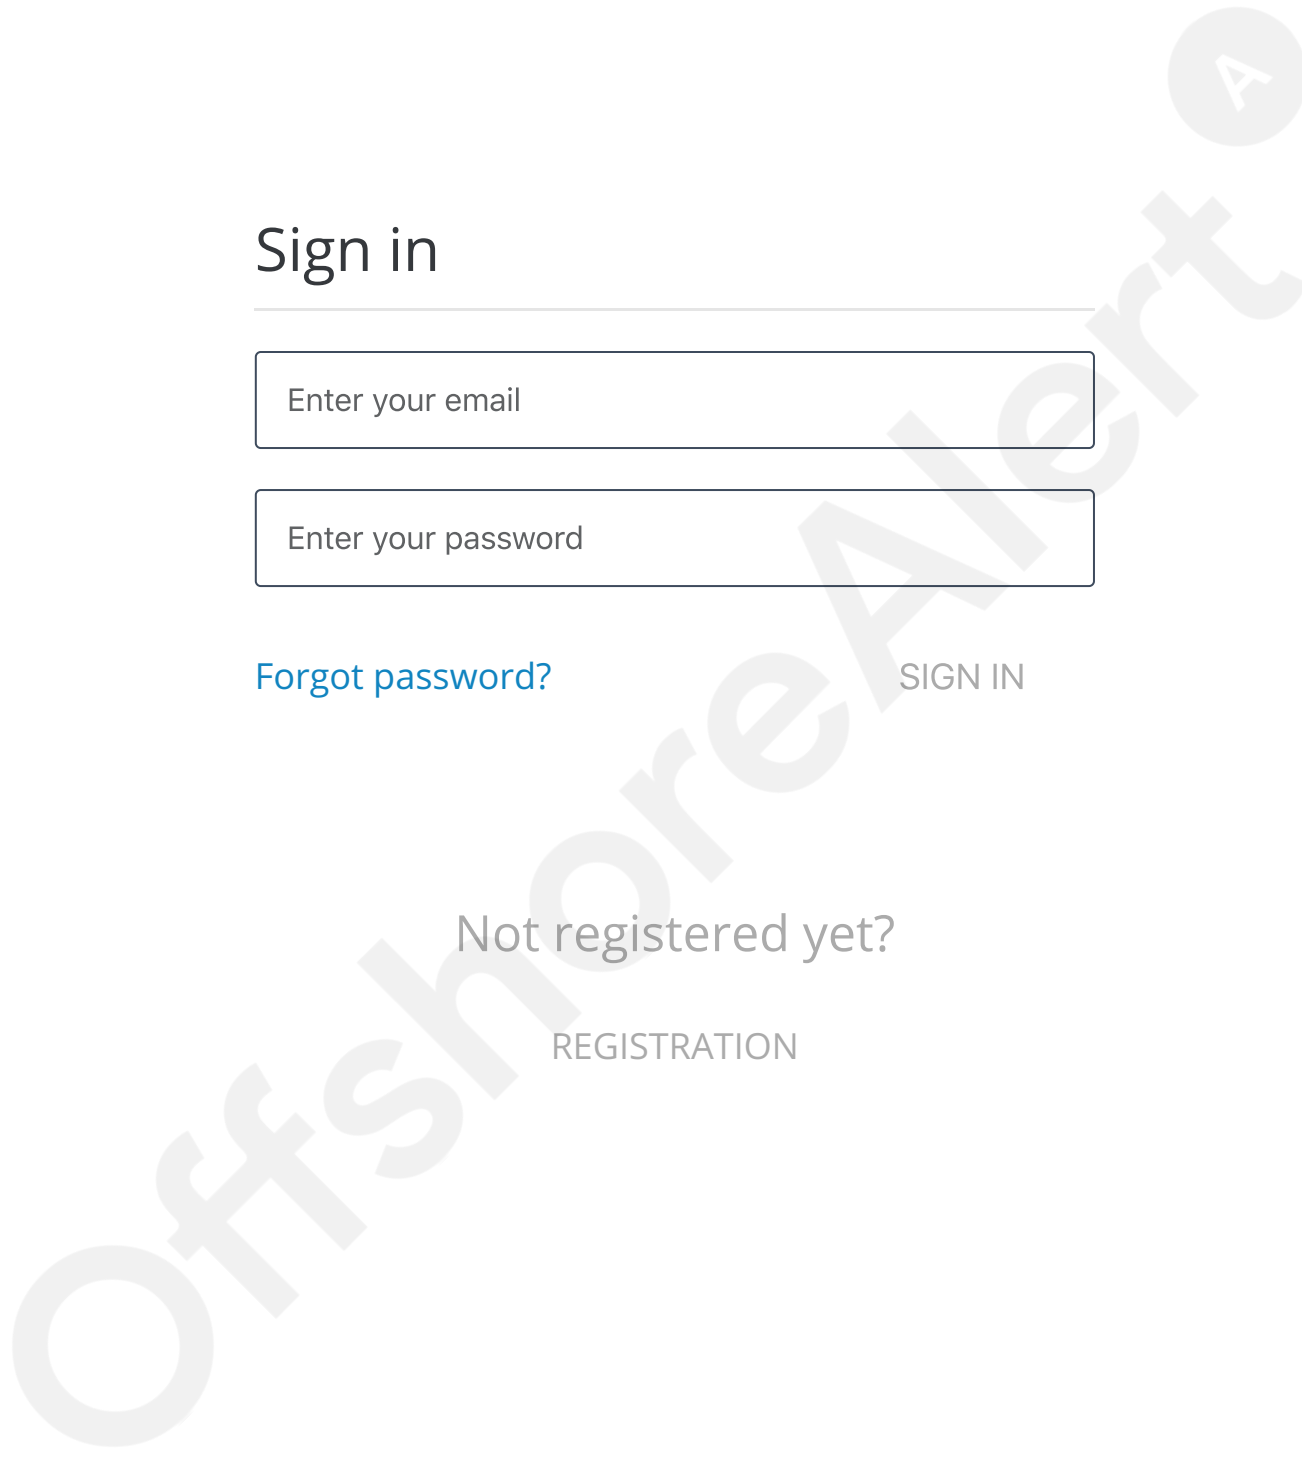 Sign in
Enter your email
Enter your password
Forgot password?
SIGN IN
Not registered yet?
REGISTRATION
OffshoreAlert
A